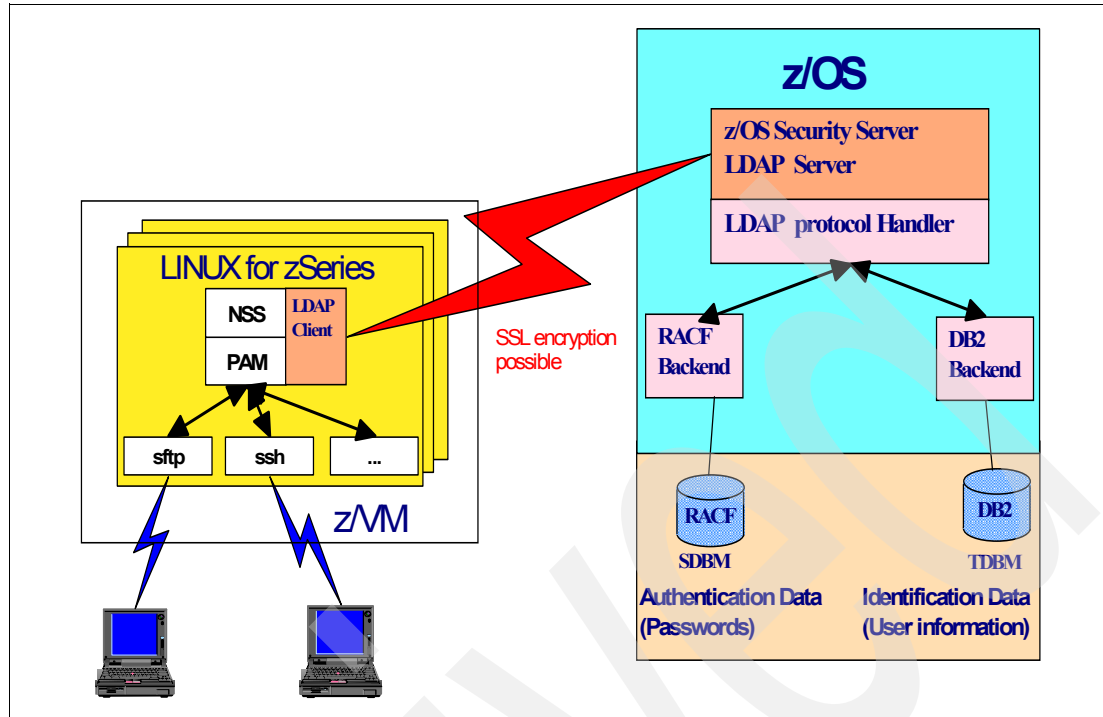 z/OS
z/OS Security Server
LDAP Server
LDAP protocol Handler
LINUX for zSeries
NSS
LDAP
Client
PAM
SSL encryption
possible
RACF
Backend
DB2
Backend
sftp
ssh
...
z/VM
RACF
DB2
SDBM
TDBM
Authentication Data
(Passwords)
Identification Data
(User information)